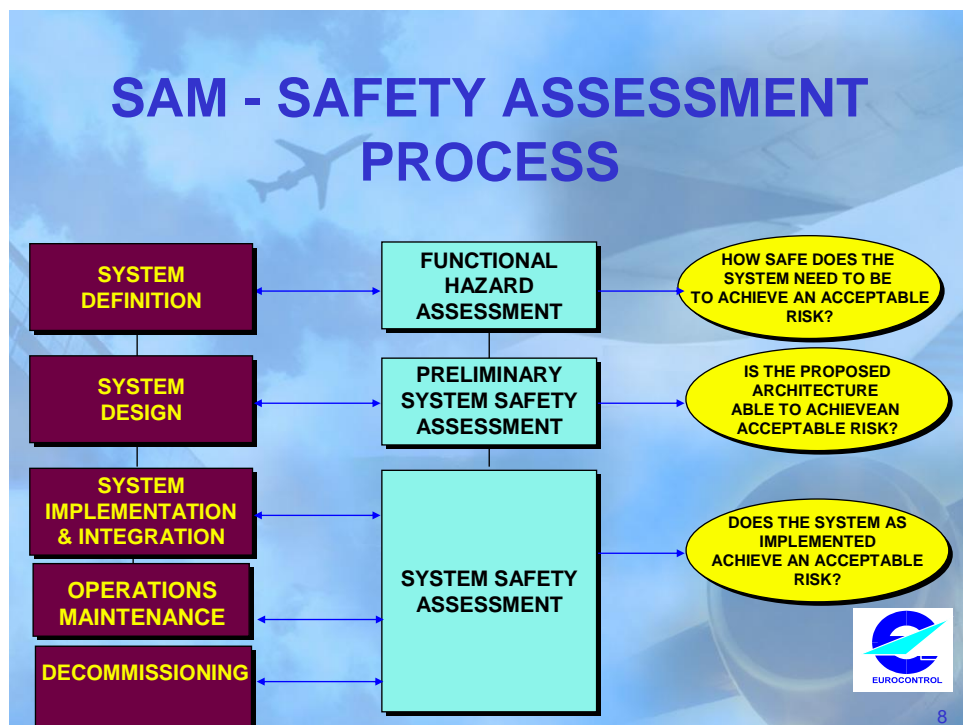 SAM - SAFETY ASSESSMENT
PROCESS
SYSTEM
DEFINITION
FUNCTIONAL
HAZARD
ASSESSMENT
HOW SAFE DOES THE
SYSTEM NEED TO BE
TO ACHIEVE AN ACCEPTABLE
RISK?
SYSTEM
DESIGN
PRELIMINARY
SYSTEM SAFETY
ASSESSMENT
IS THE PROPOSED
ARCHITECTURE
ABLE TO ACHIEVEAN
ACCEPTABLE RISK?
SYSTEM
IMPLEMENTATION
& INTEGRATION
OPERATIONS
MAINTENANCE
DECOMMISSIONING
SYSTEM SAFETY
ASSESSMENT
DOES THE SYSTEM AS
IMPLEMENTED
ACHIEVE AN ACCEPTABLE
RISK?
EUROCONTROL
8